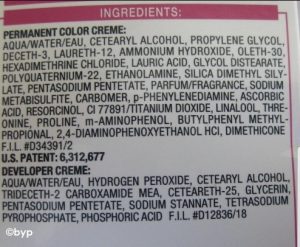 INGREDIENTS:
PERMANENT COLOR CREME:
AQUA/WATER/EAU, CETEARYL ALCOHOL, PROPYLENE GLYCOL,
DECETH-3, LAURETH-12, AMMONIUM HYDROXIDE, OLETH-30,
HEXADIMETHRINE CHLORIDE, LAURIC ACID, GLYCOL DISTEARATE,
POLYQUATERNIUM-22, ETHANOLAMINE, SILICA DIMETHYL SILY-
LATE, PENTASODIUM PENTETATE, PARFUM/FRAGRANCE, SODIUM
METABISULFITE, CARBOMER, p-PHENYLENEDIAMINE, ASCORBIC
ACID, RESORCINOL, CI 77891/TITANIUM DIOXIDE, LINALOOL THRE-
ONINE, PROLINE, m-AMINOPHENOL, BUTYLPHENYL METHYL-
PROPIONAL, 2,4-DIAMINOPHENOXYETHANOL HCl, DIMETHICONE
F.I.L. #D34391/2
U.S. PATENT: 6,312,677
DEVELOPER CREME:
AQUA/WATER/EAU, HYDROGEN PEROXIDE, CETEARYL ALCOHOL,
TRIDECETH-2 CARBOXAMIDE MEA, CETEARETH-25, GLYCERIN,
PENTASODIUM PENTETATE, SODIUM STANNATE, TETRASODIUM
PYROPHOSPHATE, PHOSPHORIC ACID F.I.L. #D12836/18
©byp